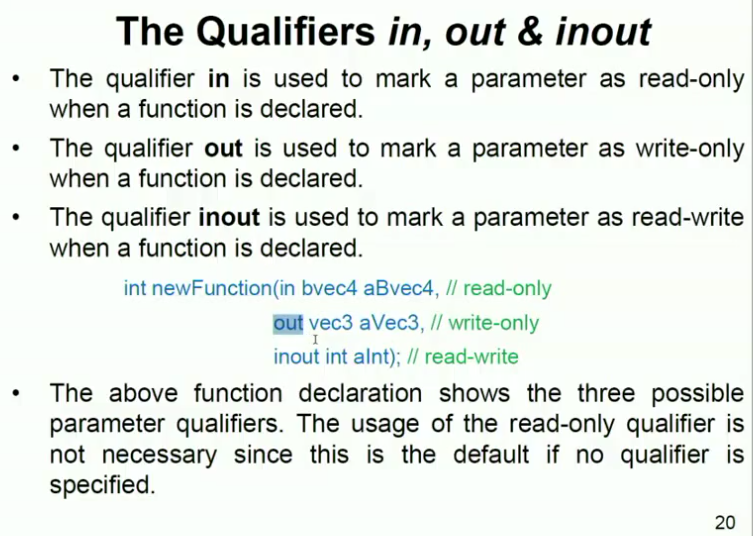 The Qualifiers in, out & inout
• The qualifier in is used to mark a parameter as read-only
when a function is declared.
• The qualifier out is used to mark a parameter as write-only
when a function is declared.
• The qualifier inout is used to mark a parameter as read-write
when a function is declared.
int newFunction(in bvec4 aBvec4, // read-only
out vec3 aVec3, // write-only
inout int aInt); // read-write
• The above function declaration shows the three possible
parameter qualifiers. The usage of the read-only qualifier is
not necessary since this is the default if no qualifier is
specified.
20